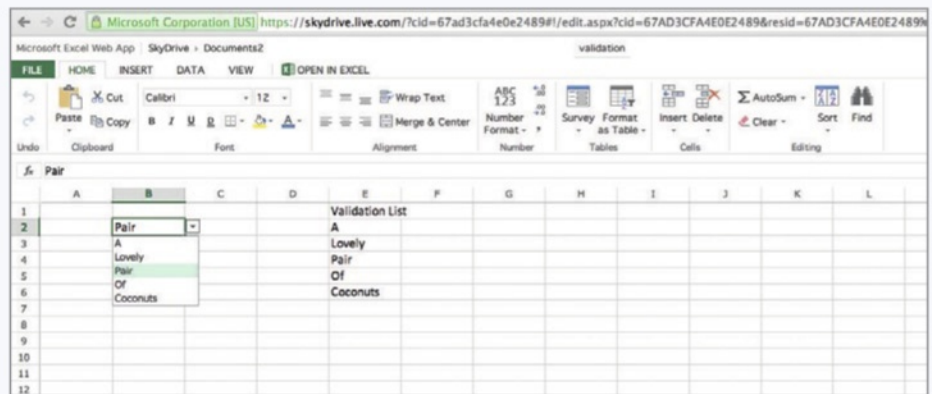 Microsoft Corporation [US] https://skydrive.live.com/?cid=67ad3cfa4e0e2489#!/edit.aspx?cid=67AD3CFA4E0E2489&resid=67AD3CFA4E0E2489
Microsoft Excel Web App | SkyDrive › Documents2 validation
FILE HOME INSERT DATA VIEW OPEN IN EXCEL
Cut Calibri 12 Wrap Text ABC 123 AutoSum
Paste Copy B I U D A Merge & Center Number Format Survey Format as Table Insert Delete Clear Sort Find
Undo Clipboard Font Alignment Number Tables Cells Editing
fx Pair
A B C D E F G H I J K L
1 Validation List
2 Pair A
3 A Lovely
4 Lovely Pair
5 Pair Of
6 Of Coconuts
Coconuts
7
8
9
10
11
12